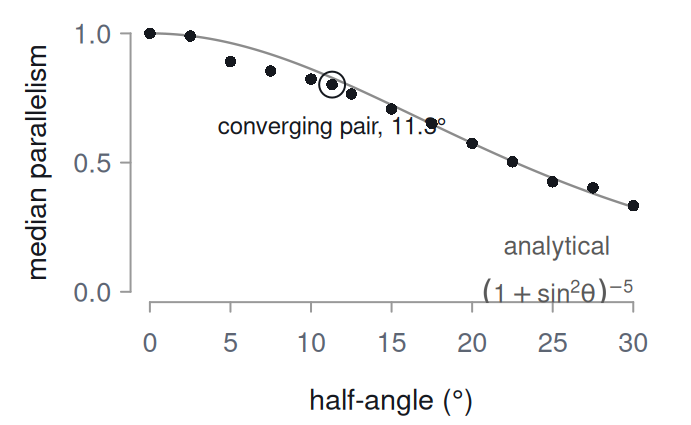 median parallelism
1.0
0.5
0.0
converging pair, 11.3°
analytical
(1 + sin²θ)⁻⁵
0 5 10 15 20 25 30
half-angle (°)